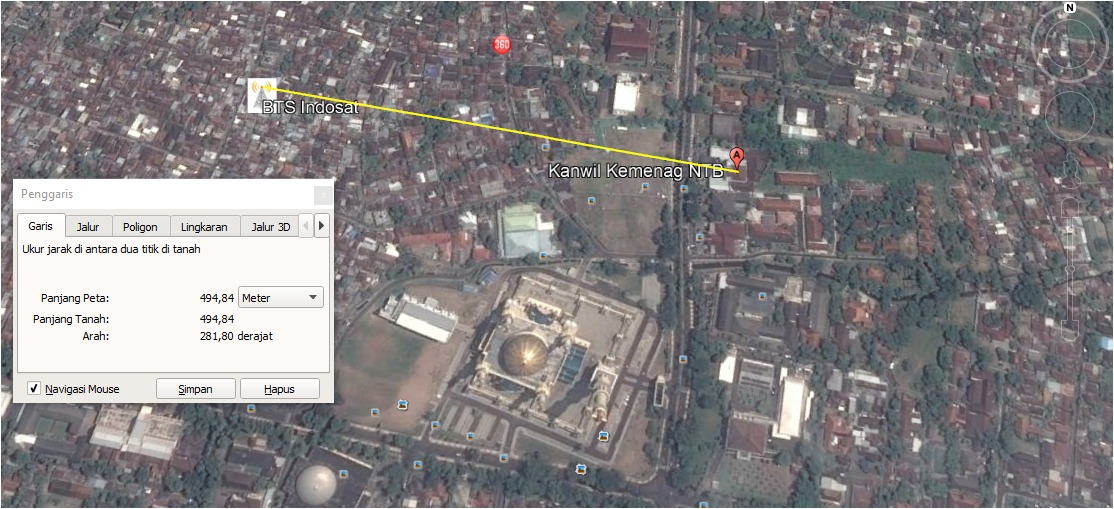 N
360
BTS Indosat
A
Kanwil Kemenag NTB
Penggaris
Garis Jalur Poligon Lingkaran Jalur 3D
Ukur jarak di antara dua titik di tanah
Panjang Peta: 494,84 Meter
Panjang Tanah: 494,84
Arah: 281,80 derajat
Navigasi Mouse Simpan Hapus